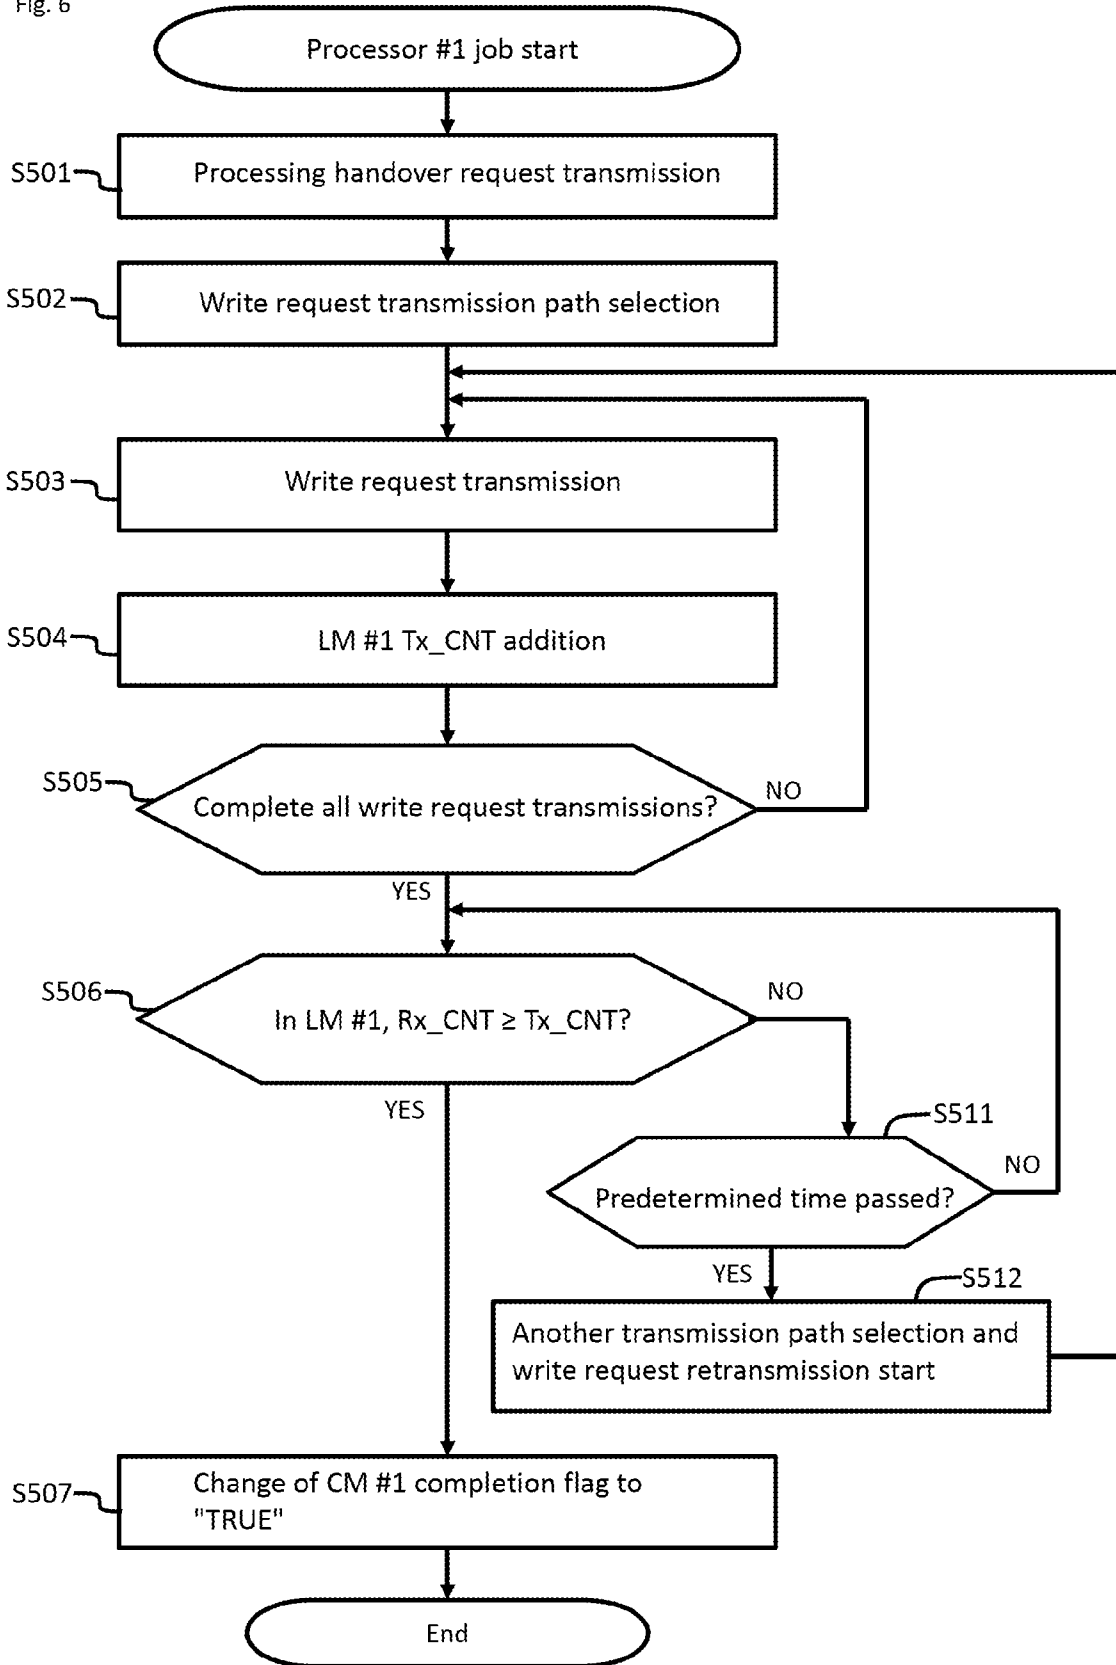 Fig. 6
Processor #1 job start
S501
Processing handover request transmission
S502
Write request transmission path selection
S503
Write request transmission
S504
LM #1 Tx_CNT addition
S505
Complete all write request transmissions?
NO
YES
S506
In LM #1, Rx_CNT ≥ Tx_CNT?
NO
YES
S511
Predetermined time passed?
NO
YES
S512
Another transmission path selection and
write request retransmission start
S507
Change of CM #1 completion flag to
"TRUE"
End